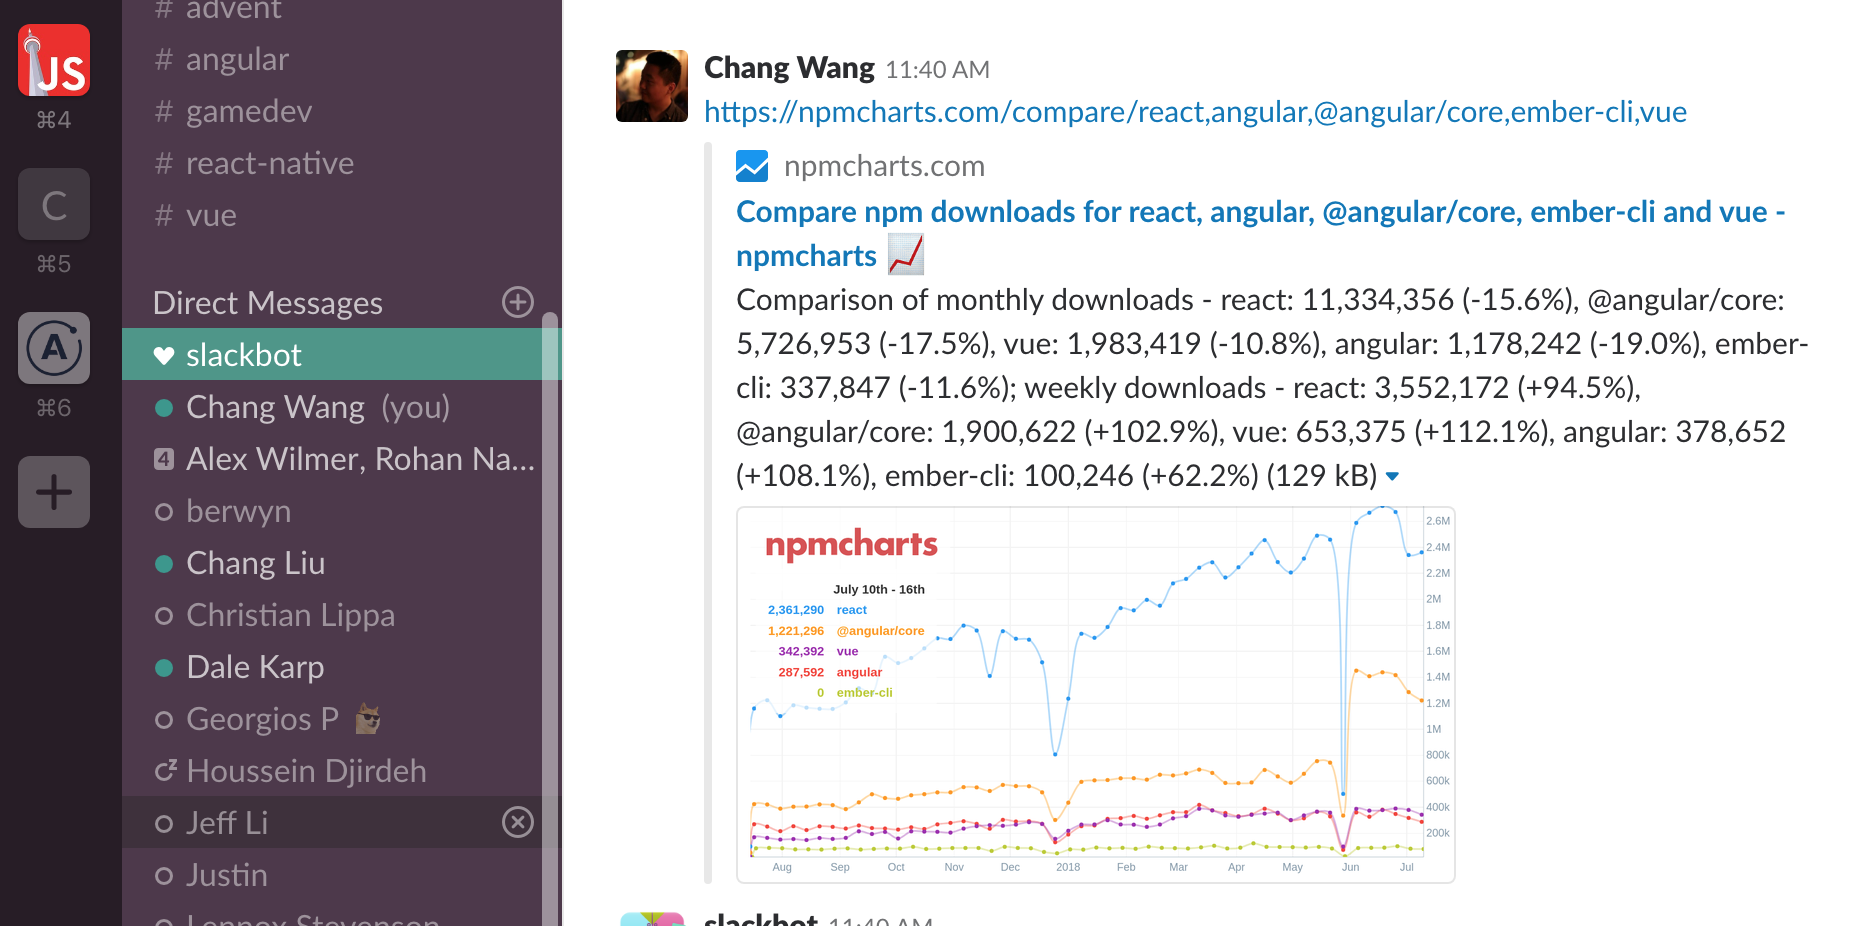 JS
⌘4
C
⌘5
A
⌘6
# advent
# angular
# gamedev
# react-native
# vue
Direct Messages
slackbot
Chang Wang (you)
4 Alex Wilmer, Rohan Na...
berwyn
Chang Liu
Christian Lippa
Dale Karp
Georgios P
Houssein Djirdeh
Jeff Li
Justin
Lennox Stevenson
Chang Wang 11:40 AM
https://npmcharts.com/compare/react,angular,@angular/core,ember-cli,vue
npmcharts.com
Compare npm downloads for react, angular, @angular/core, ember-cli and vue -
npmcharts
Comparison of monthly downloads - react: 11,334,356 (-15.6%), @angular/core:
5,726,953 (-17.5%), vue: 1,983,419 (-10.8%), angular: 1,178,242 (-19.0%), ember-
cli: 337,847 (-11.6%); weekly downloads - react: 3,552,172 (+94.5%),
@angular/core: 1,900,622 (+102.9%), vue: 653,375 (+112.1%), angular: 378,652
(+108.1%), ember-cli: 100,246 (+62.2%) (129 kB)
npmcharts
July 10th - 16th
2,361,290 react
1,221,296 @angular/core
342,392 vue
287,592 angular
0 ember-cli
2.6M
2.4M
2.2M
2M
1.8M
1.6M
1.4M
1.2M
1M
800k
600k
400k
200k
Aug Sep Oct Nov Dec 2018 Feb Mar Apr May Jun Jul
slackbot 11:40 AM